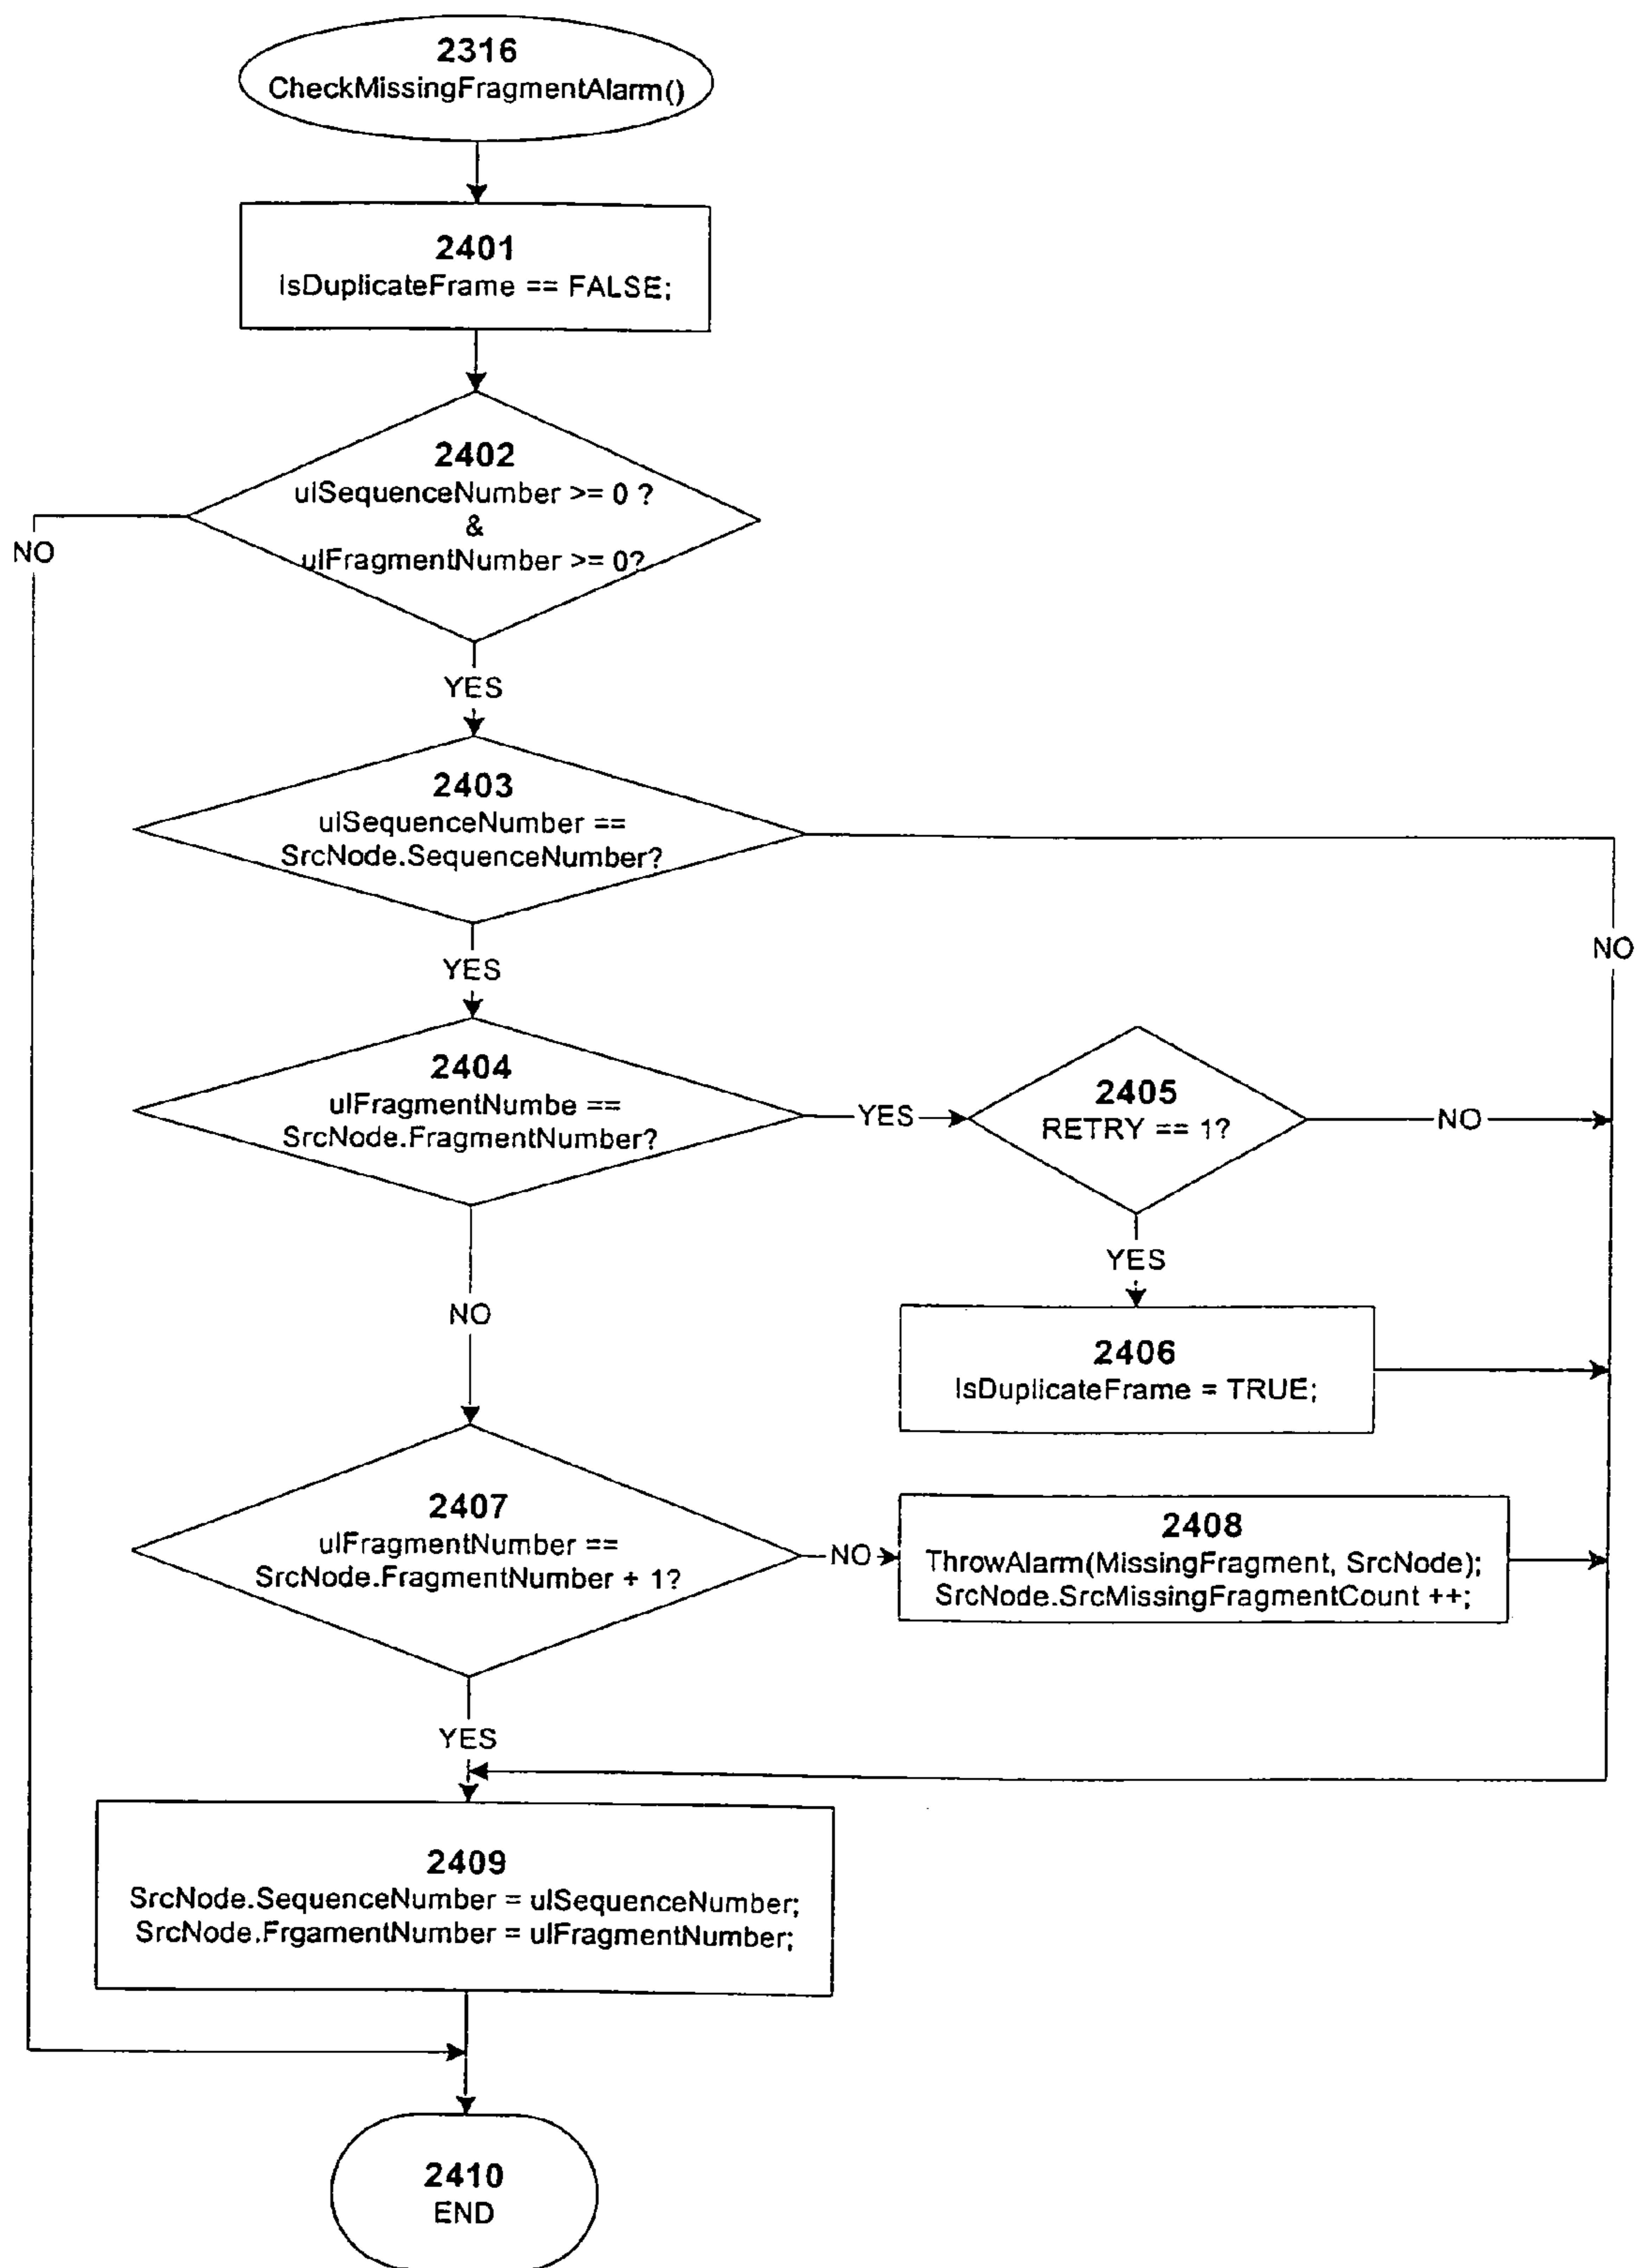 2316
CheckMissingFragmentAlarm()
2401
IsDuplicateFrame == FALSE;
2402
ulSequenceNumber >= 0 ?
&
ulFragmentNumber >= 0?
NO
YES
2403
ulSequenceNumber ==
SrcNode.SequenceNumber?
NO
YES
2404
ulFragmentNumbe ==
SrcNode.FragmentNumber?
YES
2405
RETRY == 1?
NO
YES
2406
IsDuplicateFrame = TRUE;
NO
2407
ulFragmentNumber ==
SrcNode.FragmentNumber + 1?
NO
2408
ThrowAlarm(MissingFragment, SrcNode);
SrcNode.SrcMissingFragmentCount ++;
YES
2409
SrcNode.SequenceNumber = ulSequenceNumber;
SrcNode.FrgamentNumber = ulFragmentNumber;
2410
END